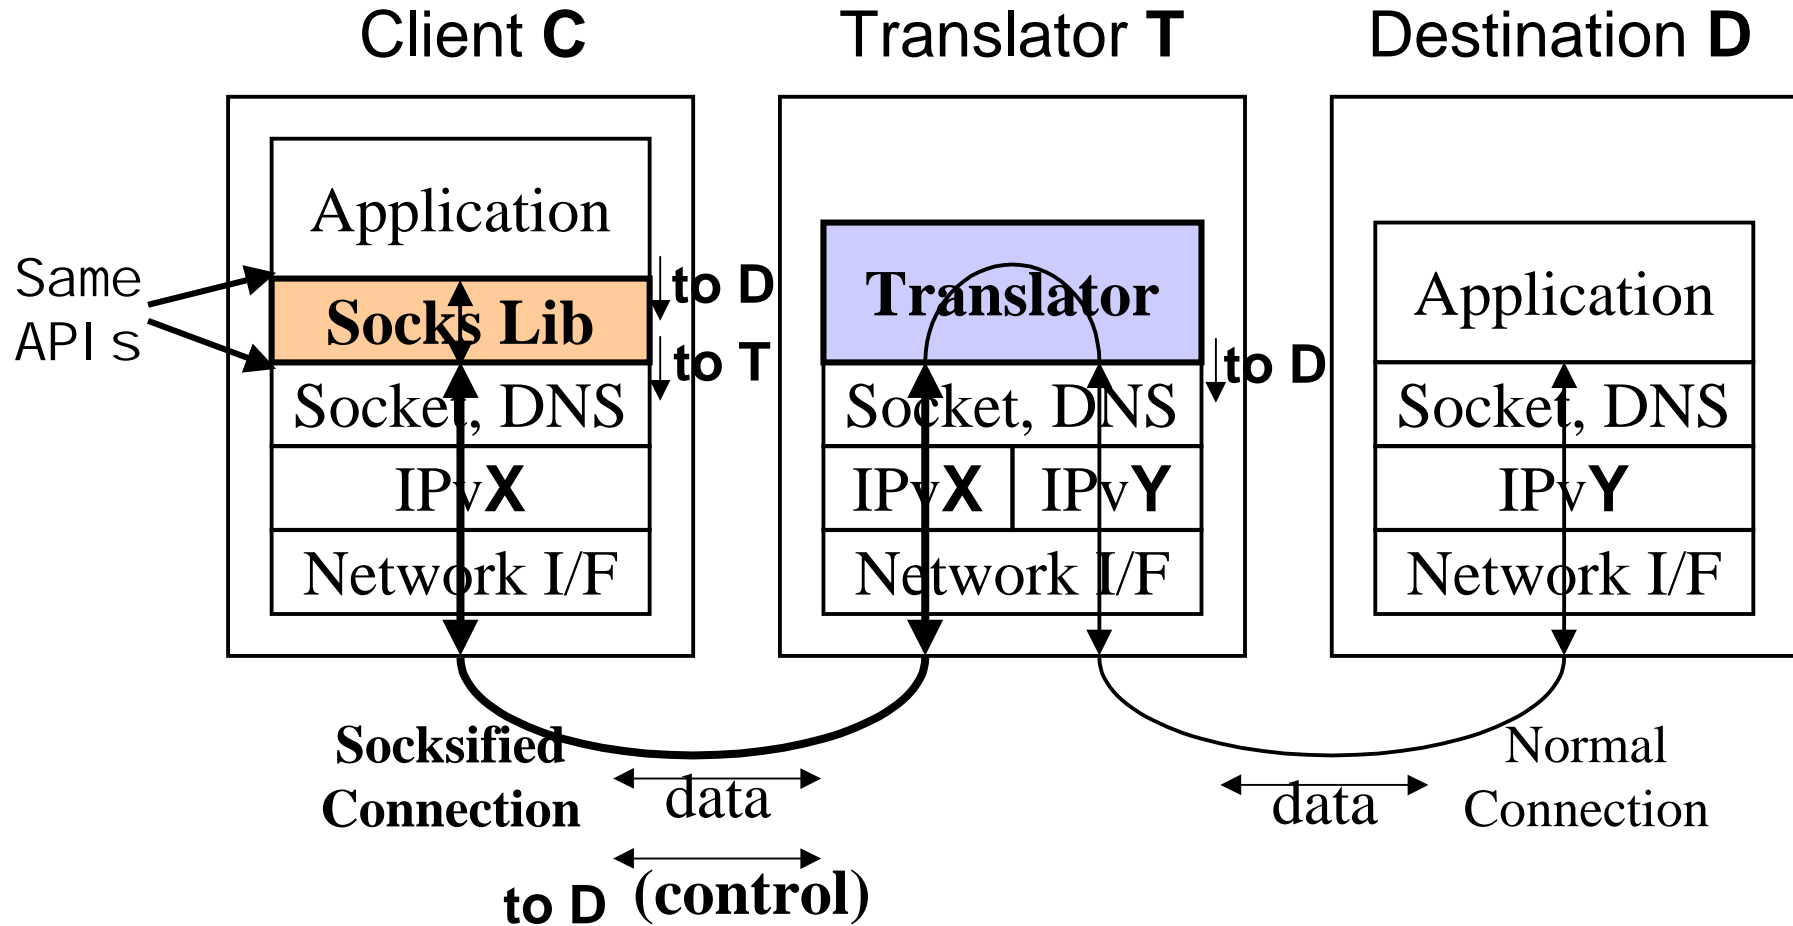 Client C
Translator T
Destination D
Same
APIs
Application
Socks Lib
Socket, DNS
IPvX
Network I/F
to D
to T
Translator
Socket, DNS
IPvX
IPvY
Network I/F
to D
Application
Socket, DNS
IPvY
Network I/F
Socksified
Connection
data
to D (control)
data
Normal
Connection